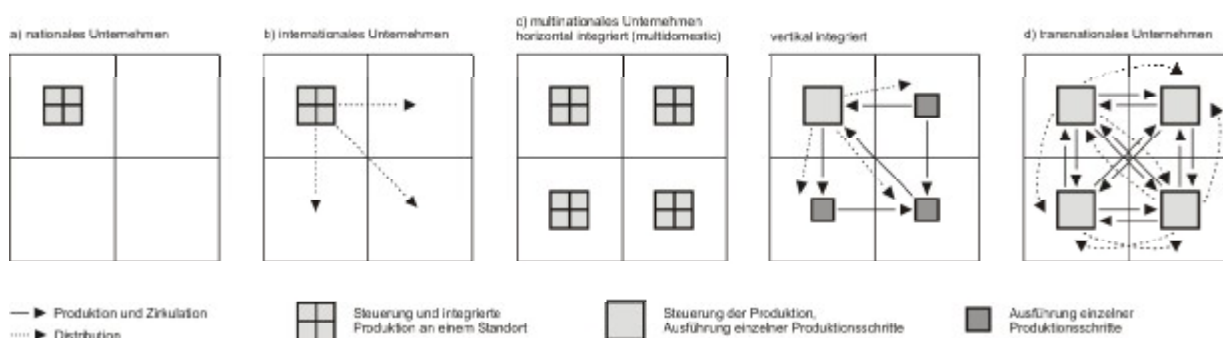 a) nationales Unternehmen
b) internationales Unternehmen
c) multinationales Unternehmen
horizontal integriert (multidomestic)
vertikal integriert
d) transnationales Unternehmen
Produktion und Zirkulation
Distribution
Steuerung und integrierte
Produktion an einem Standort
Steuerung der Produktion,
Ausführung einzelner Produktionsschritte
Ausführung einzelner
Produktionsschritte